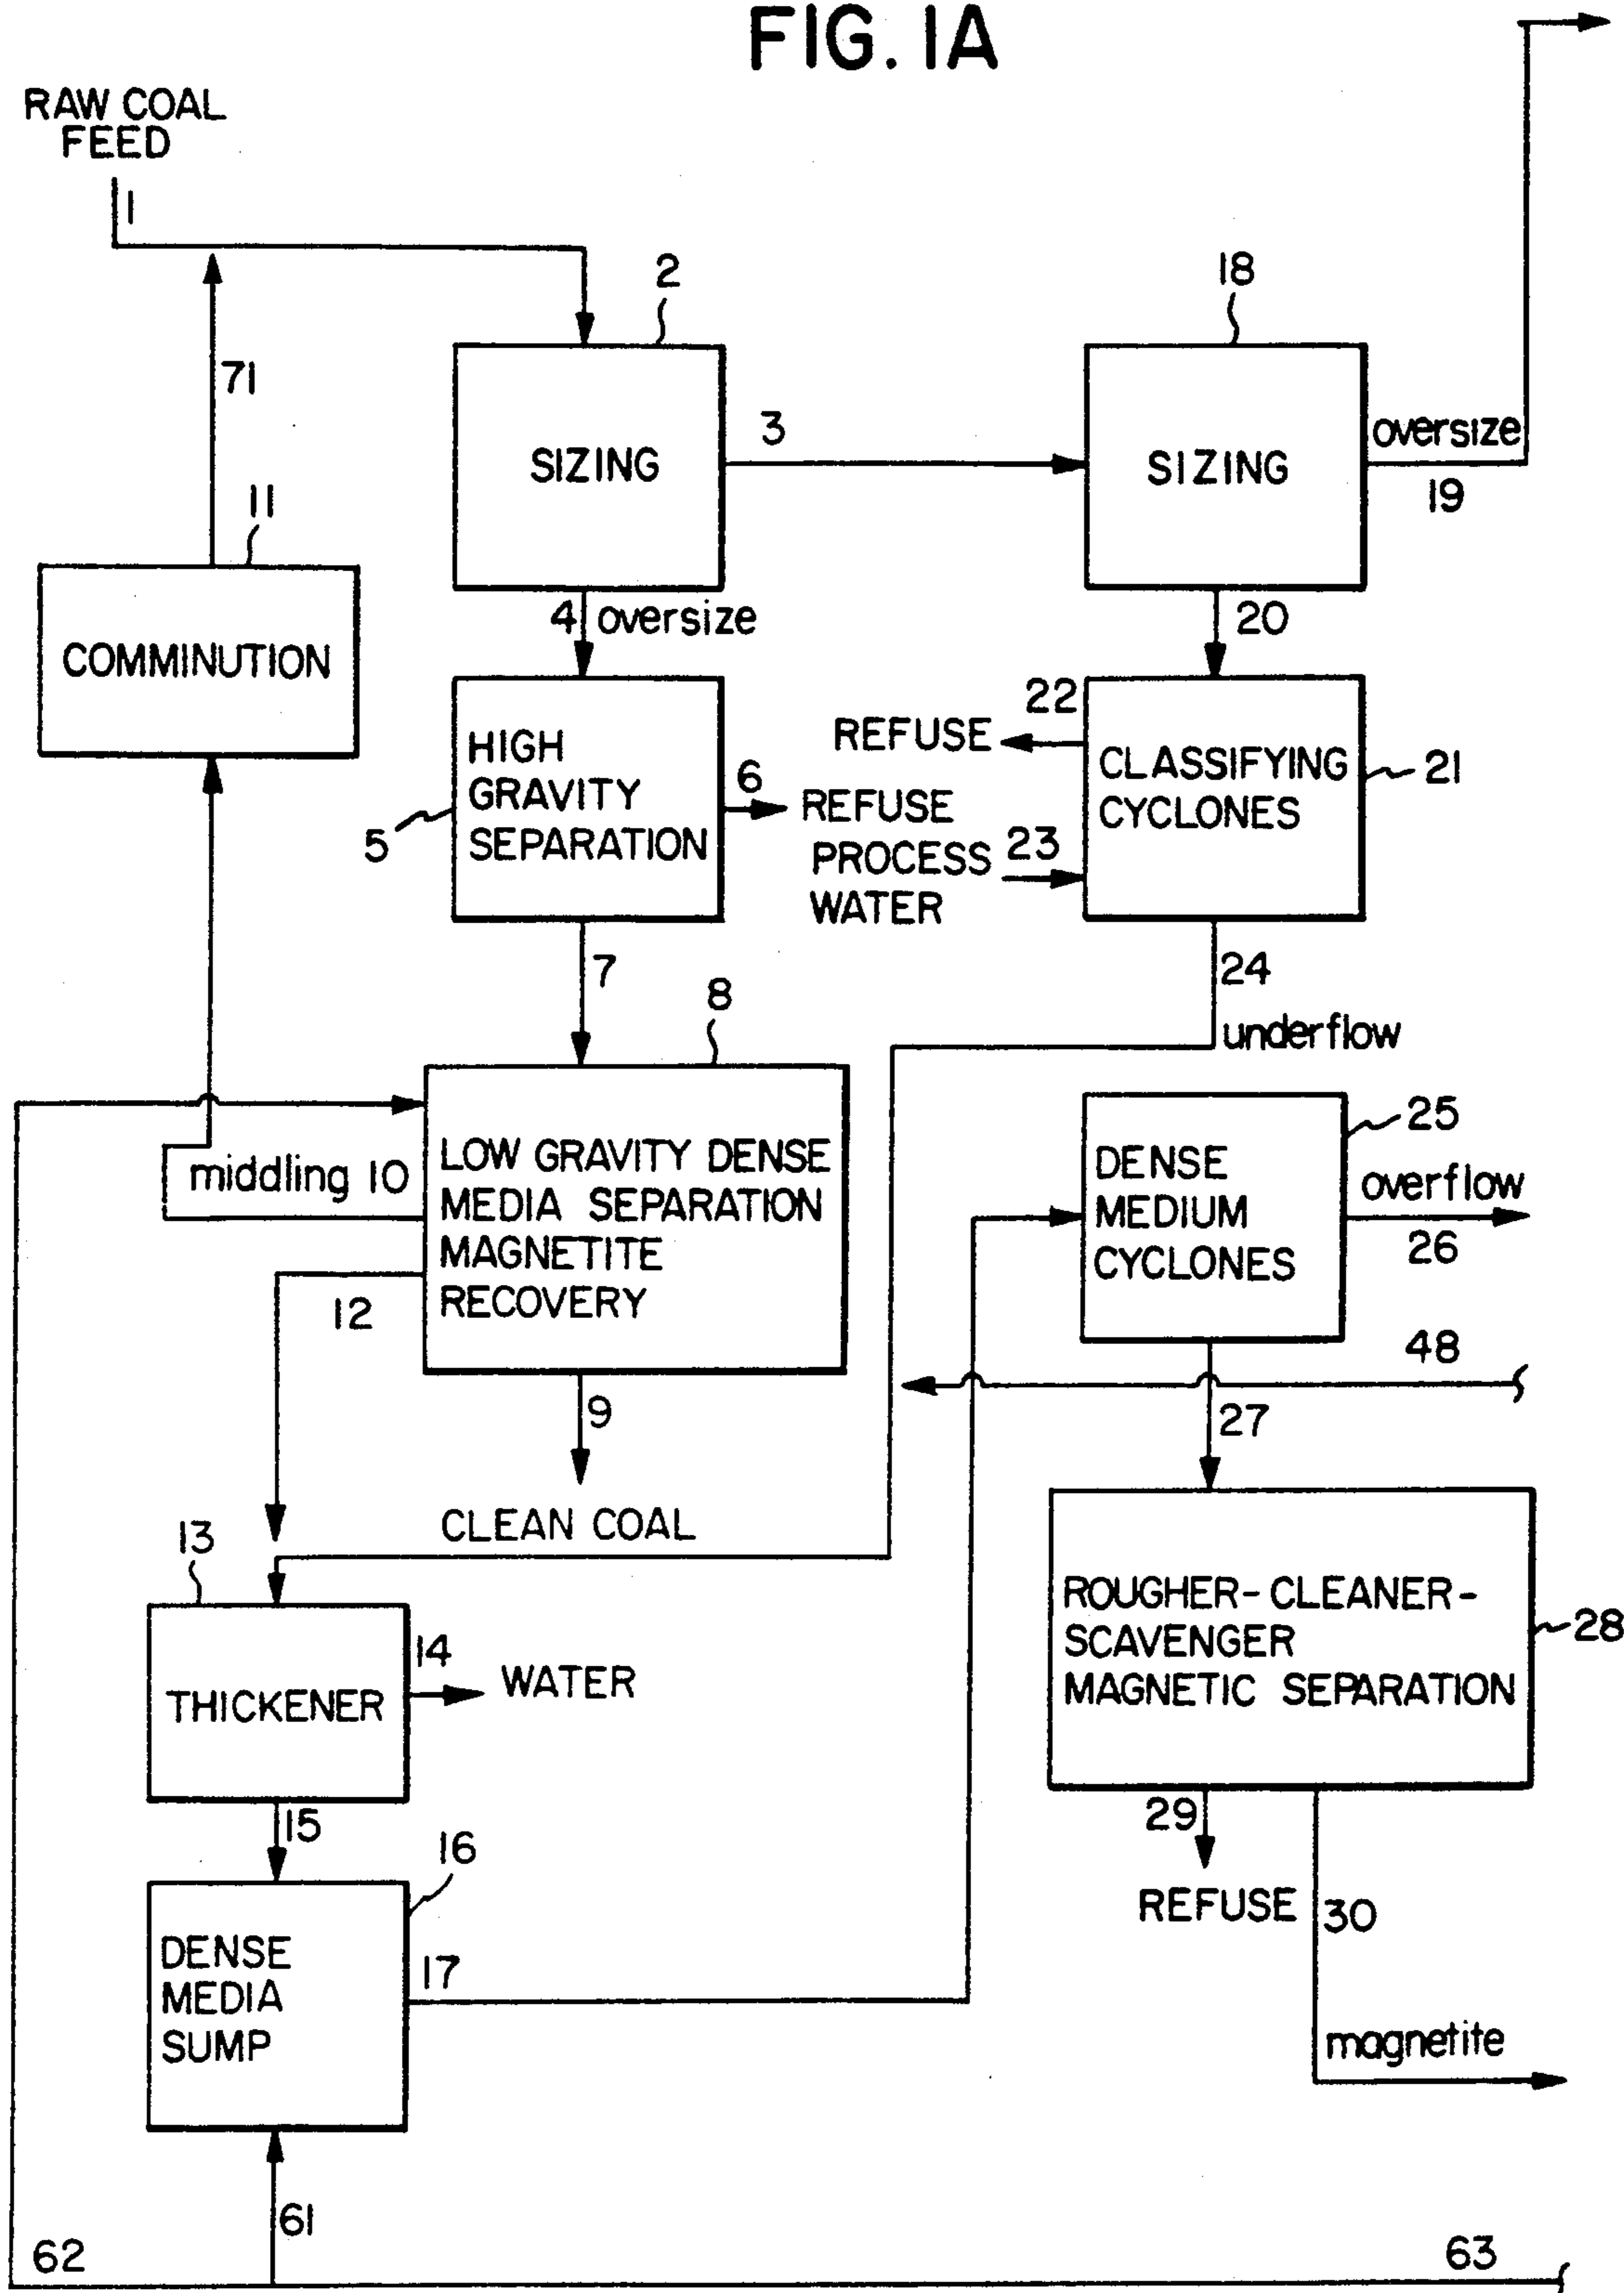 FIG. 1A
RAW COAL
FEED
1
2
18
71
3
oversize
SIZING
SIZING
19
11
4 oversize
20
COMMINUTION
22
REFUSE
HIGH
GRAVITY
SEPARATION
5
6
REFUSE
CLASSIFYING
CYCLONES
21
PROCESS
WATER
23
7
24
8
underflow
25
middling 10
LOW GRAVITY DENSE
MEDIA SEPARATION
MAGNETITE
RECOVERY
DENSE
MEDIUM
CYCLONES
overflow
26
12
48
9
27
CLEAN COAL
13
ROUGHER-CLEANER-
SCAVENGER
MAGNETIC SEPARATION
28
14
WATER
THICKENER
15
29
16
REFUSE
30
DENSE
MEDIA
SUMP
17
magnetite
61
62
63